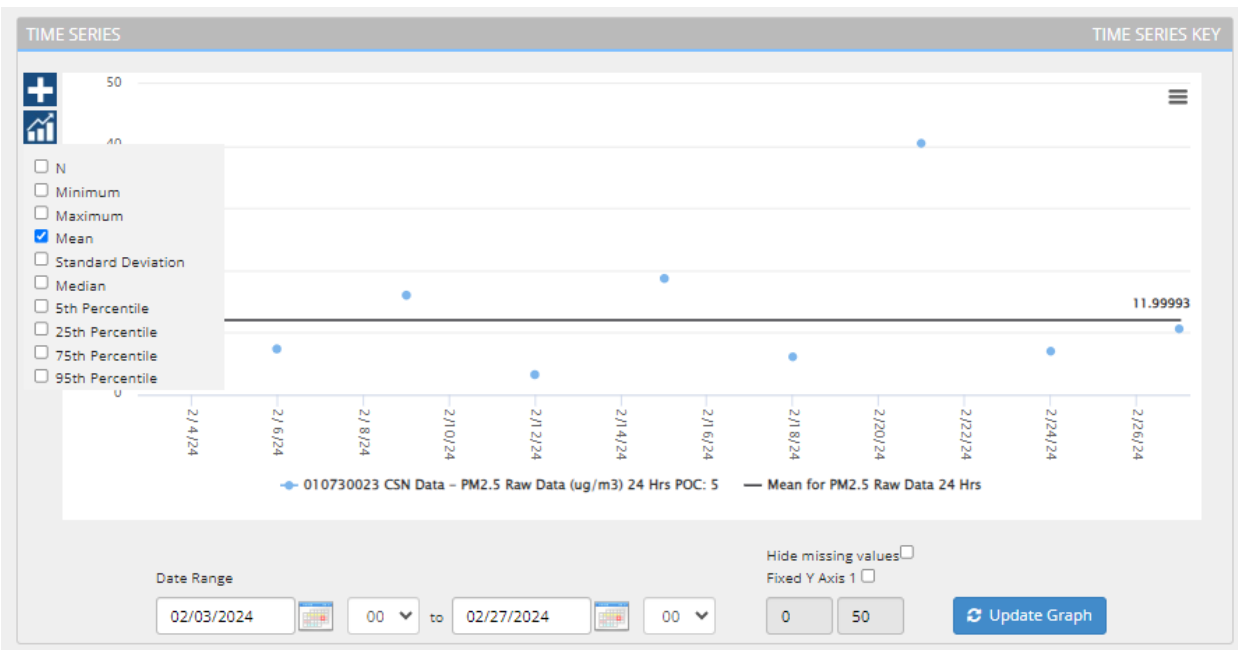 TIME SERIES
TIME SERIES KEY
50
40
N
Minimum
Maximum
Mean
Standard Deviation
Median
5th Percentile
25th Percentile
75th Percentile
95th Percentile
0
11.99993
2/ 4/24
2/ 6/24
2/ 8/24
2/10/24
2/12/24
2/14/24
2/16/24
2/18/24
2/20/24
2/22/24
2/24/24
2/26/24
010730023 CSN Data – PM2.5 Raw Data (ug/m3) 24 Hrs POC: 5
Mean for PM2.5 Raw Data 24 Hrs
Hide missing values
Date Range
Fixed Y Axis 1
02/03/2024 00 to 02/27/2024 00 0 50 Update Graph